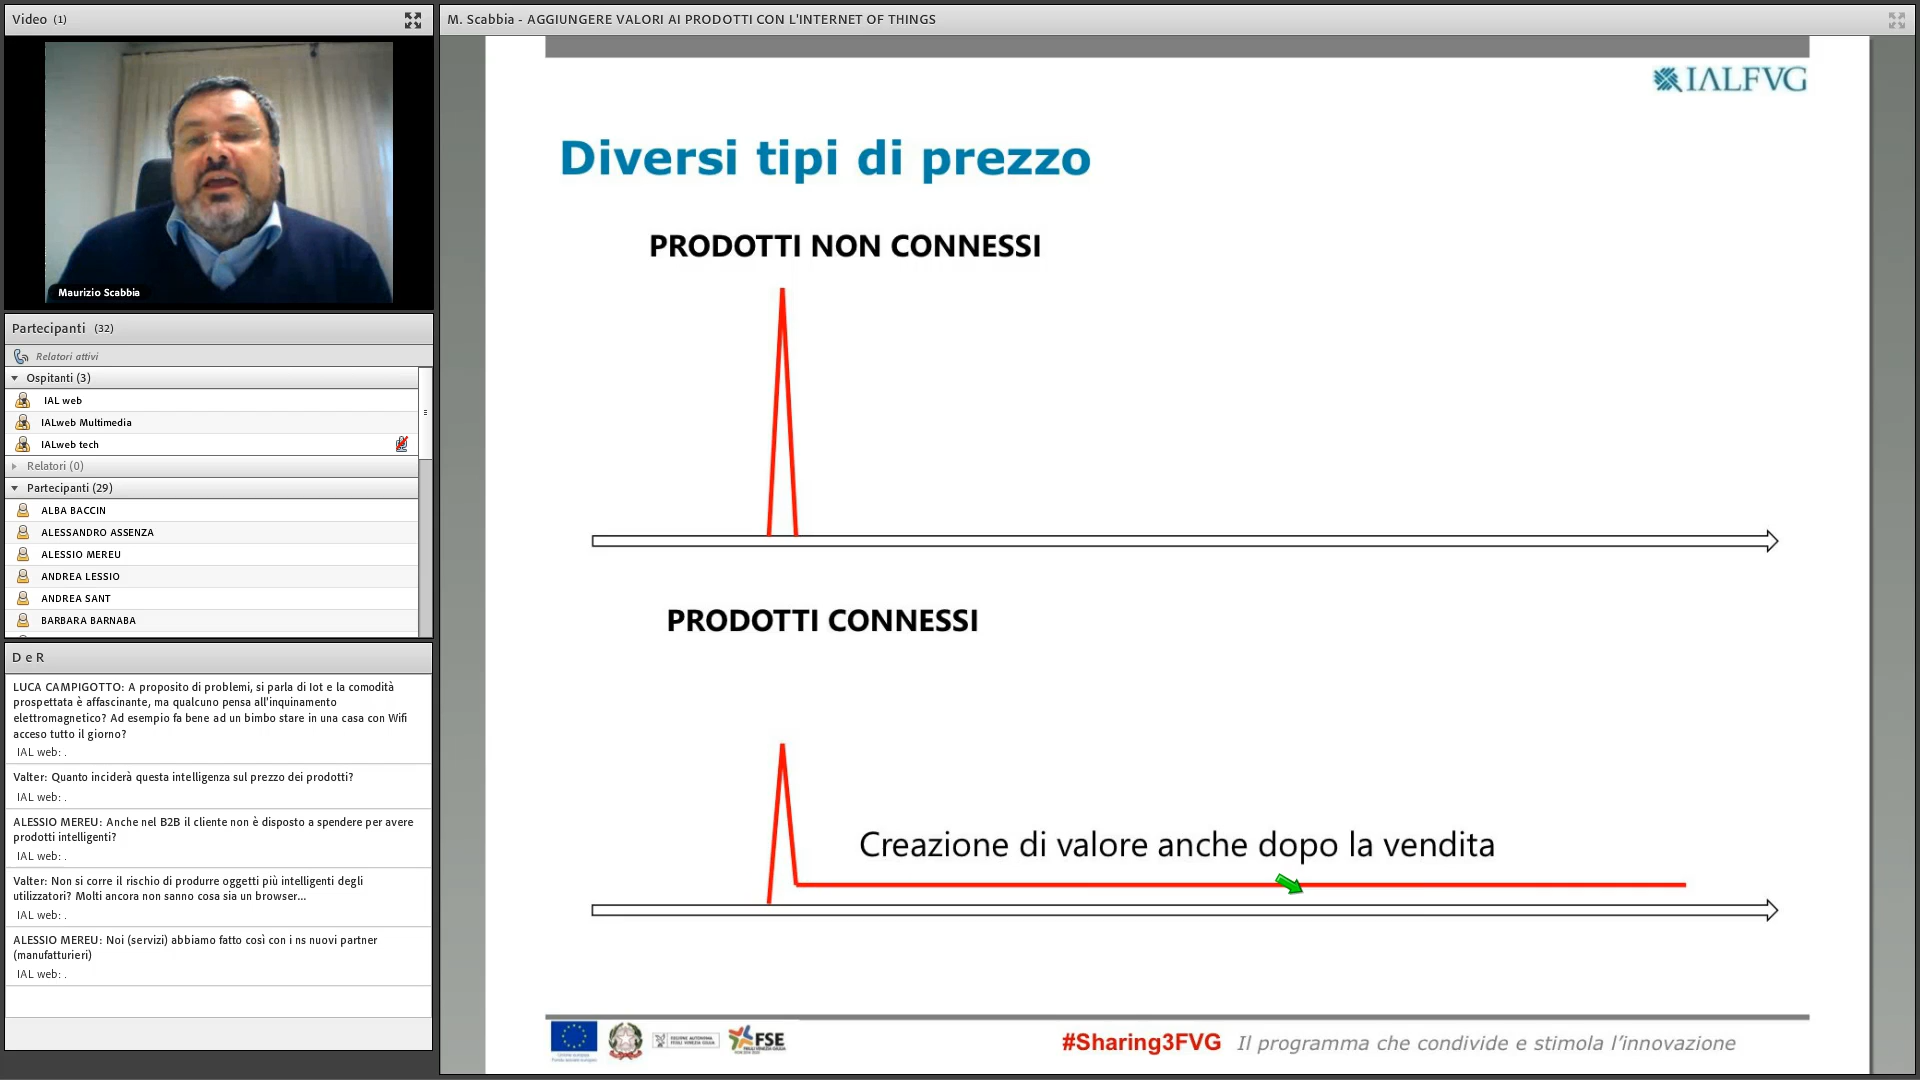 Video (1)
Maurizio Scabbia
Partecipanti (32)
Relatori attivi
Ospitanti (3)
IAL web
IALweb Multimedia
IALweb tech
Relatori (0)
Partecipanti (29)
ALBA BACCIN
ALESSANDRO ASSENZA
ALESSIO MEREU
ANDREA LESSIO
ANDREA SANT
BARBARA BARNABA
D e R
LUCA CAMPIGOTTO: A proposito di problemi, si parla di Iot e la comodità
prospettata è affascinante, ma qualcuno pensa all'inquinamento
elettromagnetico? Ad esempio fa bene ad un bimbo stare in una casa con Wifi
acceso tutto il giorno?
IAL web: .
Valter: Quanto inciderà questa intelligenza sul prezzo dei prodotti?
IAL web: .
ALESSIO MEREU: Anche nel B2B il cliente non è disposto a spendere per avere
prodotti intelligenti?
IAL web: .
Valter: Non si corre il rischio di produrre oggetti più intelligenti degli
utilizzatori? Molti ancora non sanno cosa sia un browser...
IAL web: .
ALESSIO MEREU: Noi (servizi) abbiamo fatto così con i ns nuovi partner
(manufatturieri)
IAL web: .
M. Scabbia - AGGIUNGERE VALORI AI PRODOTTI CON L'INTERNET OF THINGS
IALFVG
Diversi tipi di prezzo
PRODOTTI NON CONNESSI
PRODOTTI CONNESSI
Creazione di valore anche dopo la vendita
FSE
#Sharing3FVG Il programma che condivide e stimola l'innovazione